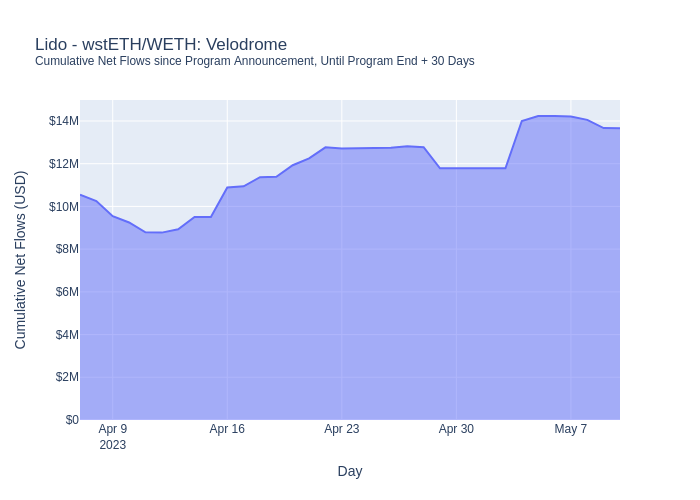 Lido - wstETH/WETH: Velodrome
Cumulative Net Flows since Program Announcement, Until Program End + 30 Days
$14M
$12M
$10M
$8M
$6M
$4M
$2M
$0
Cumulative Net Flows (USD)
Apr 9
2023
Apr 16
Apr 23
Apr 30
May 7
Day